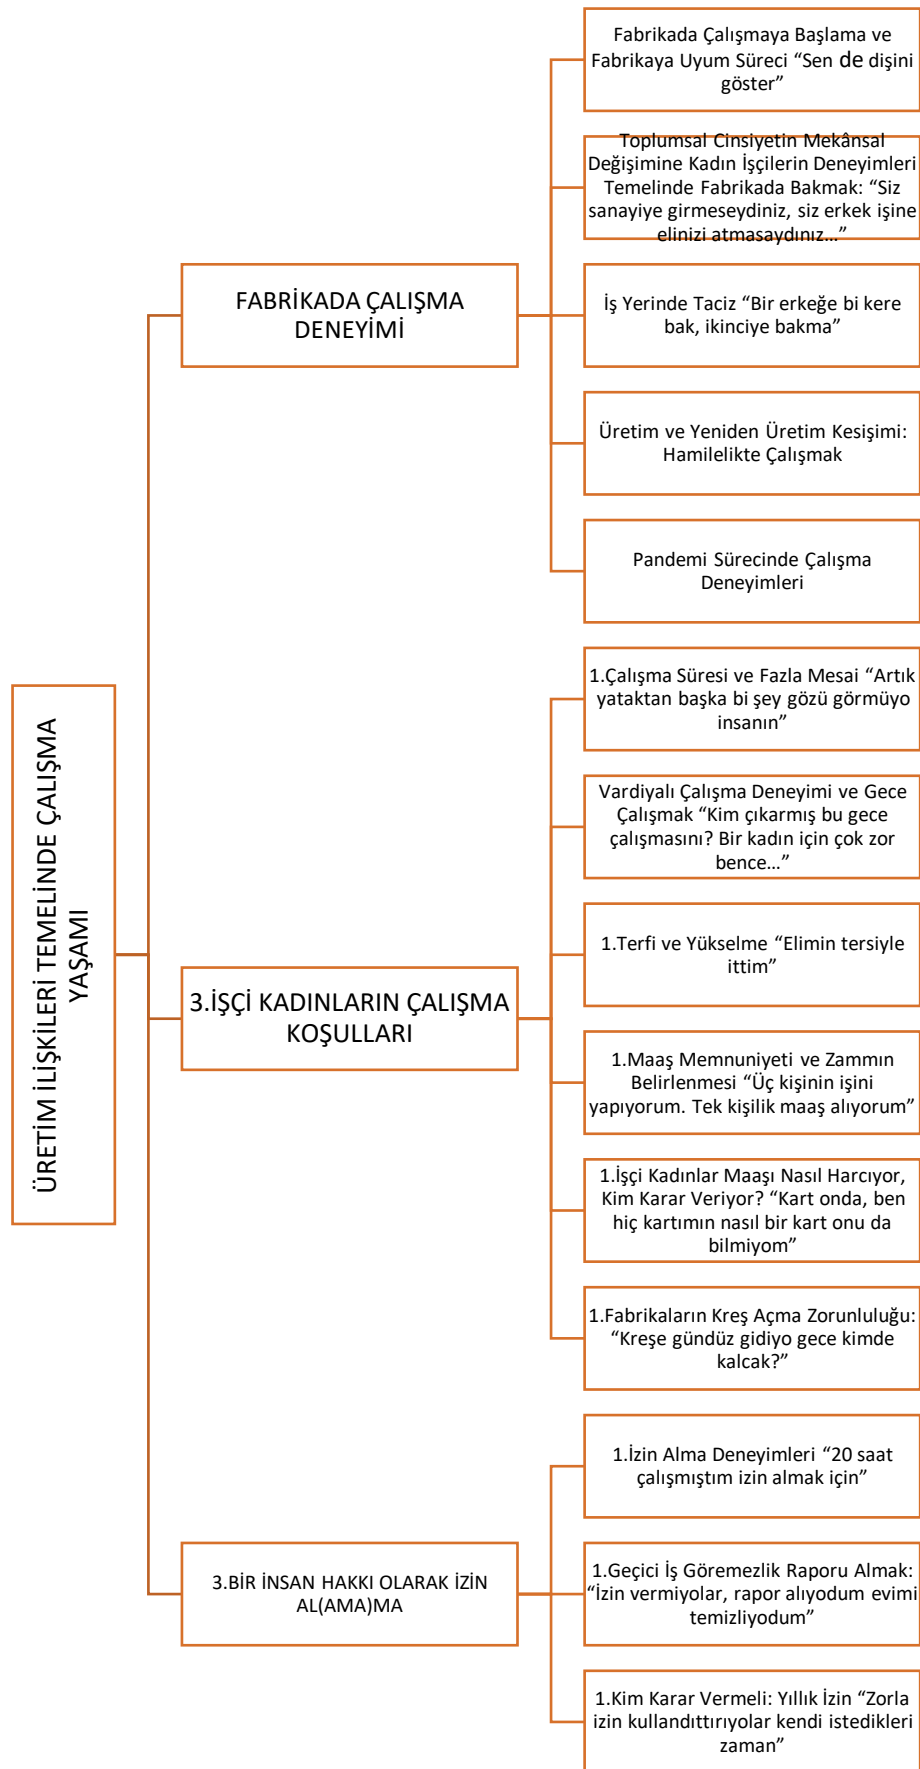 ÜRETİM İLİŞKİLERİ TEMELİNDE ÇALIŞMA
YAŞAMI
FABRİKADA ÇALIŞMA
DENEYİMİ
Fabrikada Çalışmaya Başlama ve
Fabrikaya Uyum Süreci “Sen de dişini
göster”
Toplumsal Cinsiyetin Mekânsal
Değişimine Kadın İşçilerin Deneyimleri
Temelinde Fabrikada Bakmak: “Siz
sanayiye girmeseydiniz, siz erkek işine
elinizi atmasaydınız…”
İş Yerinde Taciz “Bir erkeğe bi kere
bak, ikinciye bakma”
Üretim ve Yeniden Üretim Kesişimi:
Hamilelikte Çalışmak
Pandemi Sürecinde Çalışma
Deneyimleri
3.İŞÇİ KADINLARIN ÇALIŞMA
KOŞULLARI
1.Çalışma Süresi ve Fazla Mesai “Artık
yataktan başka bi şey gözü görmüyo
insanın”
Vardiyalı Çalışma Deneyimi ve Gece
Çalışmak “Kim çıkarmış bu gece
çalışmasını? Bir kadın için çok zor
bence…”
1.Terfi ve Yükselme “Elimin tersiyle
ittim”
1.Maaş Memnuniyeti ve Zammın
Belirlenmesi “Üç kişinin işini
yapıyorum. Tek kişilik maaş alıyorum”
1.İşçi Kadınlar Maaşı Nasıl Harcıyor,
Kim Karar Veriyor? “Kart onda, ben
hiç kartımın nasıl bir kart onu da
bilmiyom”
1.Fabrikaların Kreş Açma Zorunluluğu:
“Kreşe gündüz gidiyo gece kimde
kalcak?”
3.BİR İNSAN HAKKI OLARAK İZİN
AL(AMA)MA
1.İzin Alma Deneyimleri “20 saat
çalışmıştım izin almak için”
1.Geçici İş Göremezlik Raporu Almak:
“İzin vermiyolar, rapor alıyodum evimi
temizliyodum”
1.Kim Karar Vermeli: Yıllık İzin “Zorla
izin kullandıttırıyolar kendi istedikleri
zaman”